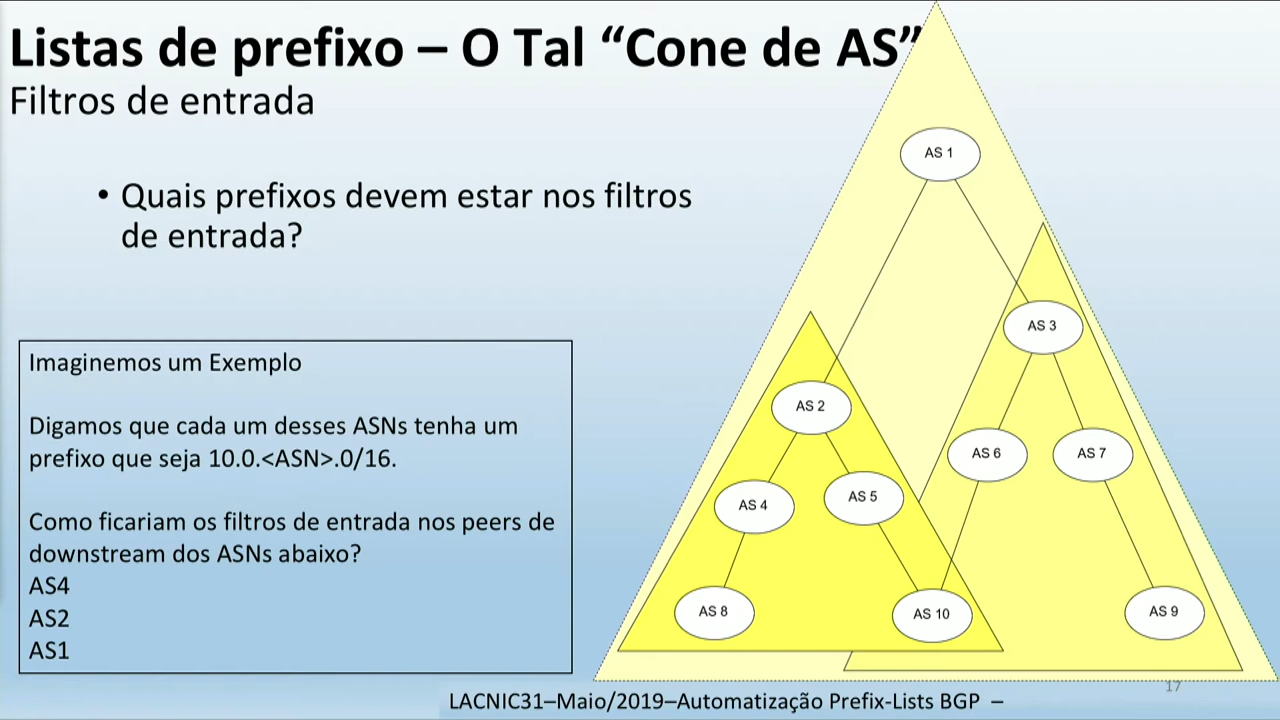 Listas de prefixo – O Tal “Cone de AS”
Filtros de entrada
• Quais prefixos devem estar nos filtros
de entrada?
Imaginemos um Exemplo
Digamos que cada um desses ASNs tenha um
prefixo que seja 10.0.<ASN>.0/16.
Como ficariam os filtros de entrada nos peers de
downstream dos ASNs abaixo?
AS4
AS2
AS1
AS 1
AS 3
AS 2
AS 6
AS 7
AS 4
AS 5
AS 8
AS 10
AS 9
17
LACNIC31–Maio/2019–Automatização Prefix-Lists BGP –